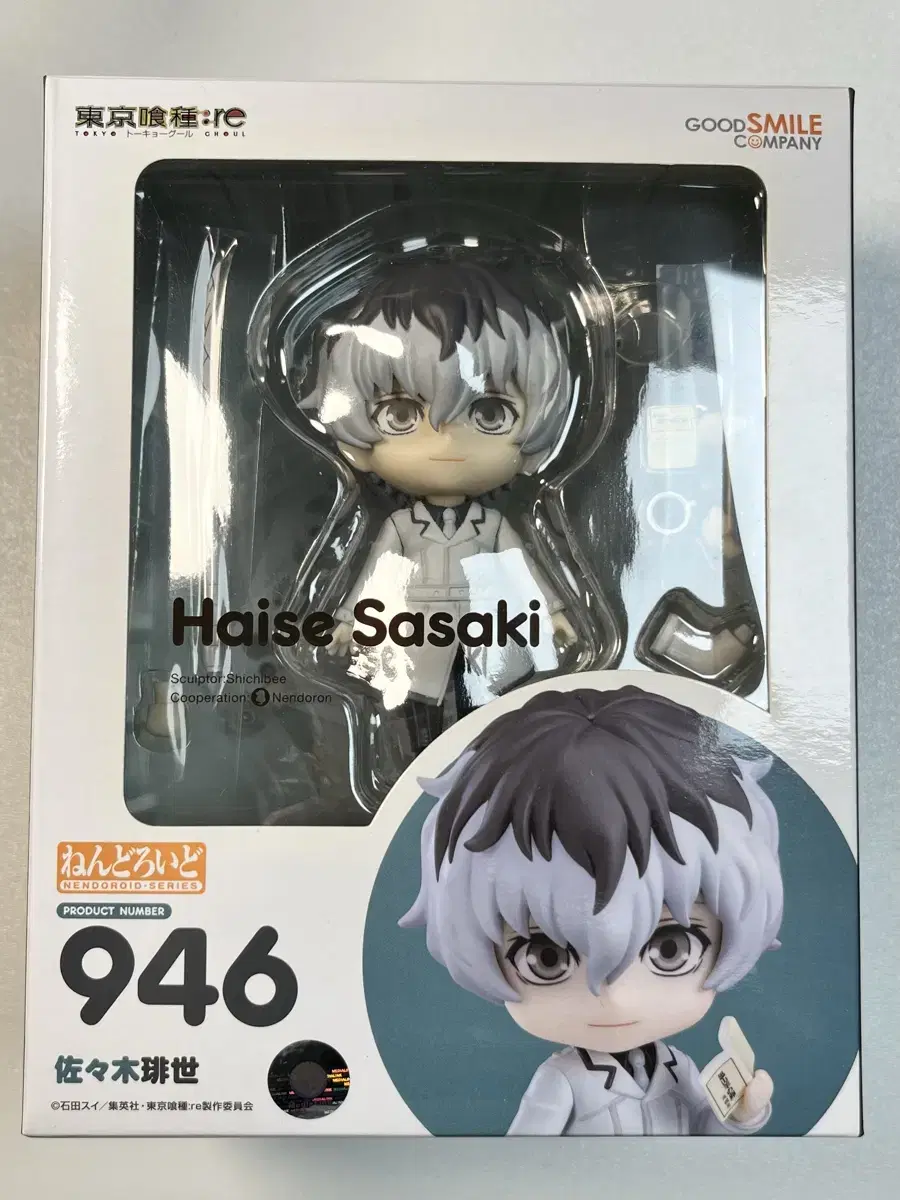 東京喰種:re
TOKYO トーキョーグール GHOUL
GOOD SMILE
COMPANY
Haise Sasaki
Sculptor:Shichibee
Cooperation: Nendoron
ねんどろいど
NENDOROID・SERIES
PRODUCT NUMBER
946
佐々木琲世
©石田スイ/集英社・東京喰種:re製作委員会